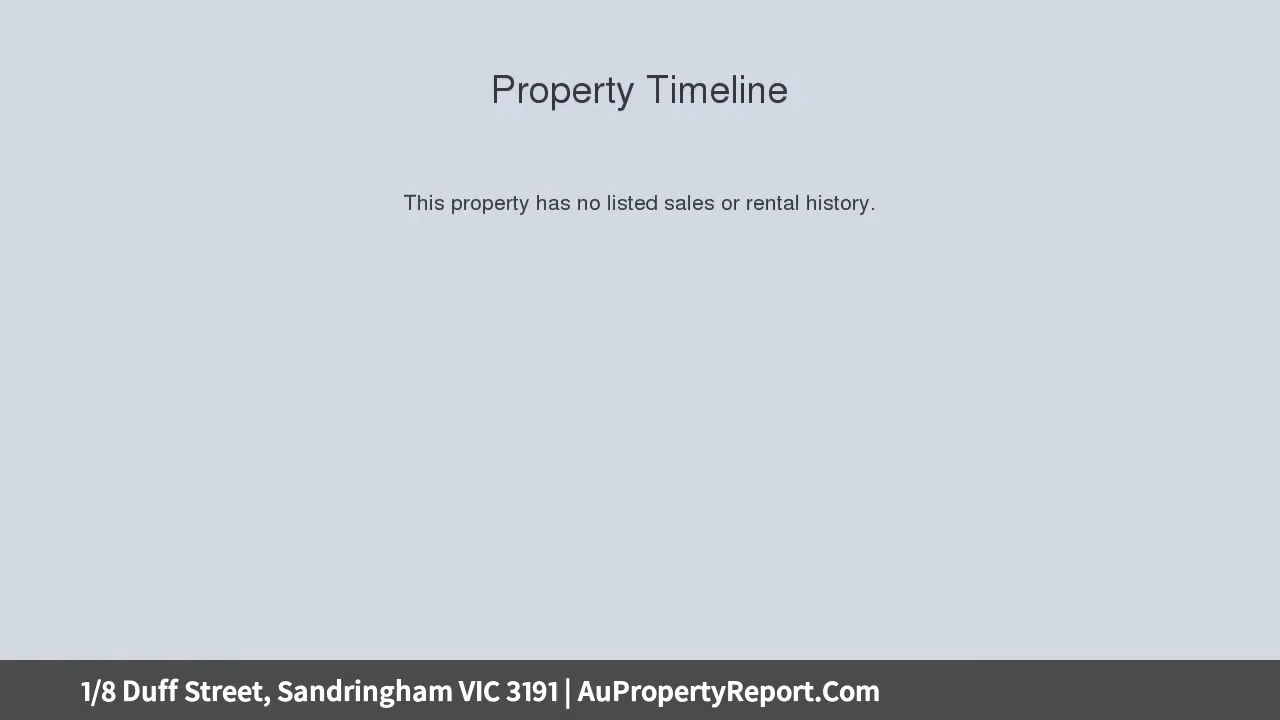 Property Timeline
This property has no listed sales or rental history.
1/8 Duff Street, Sandringham VIC 3191 | AuPropertyReport.Com